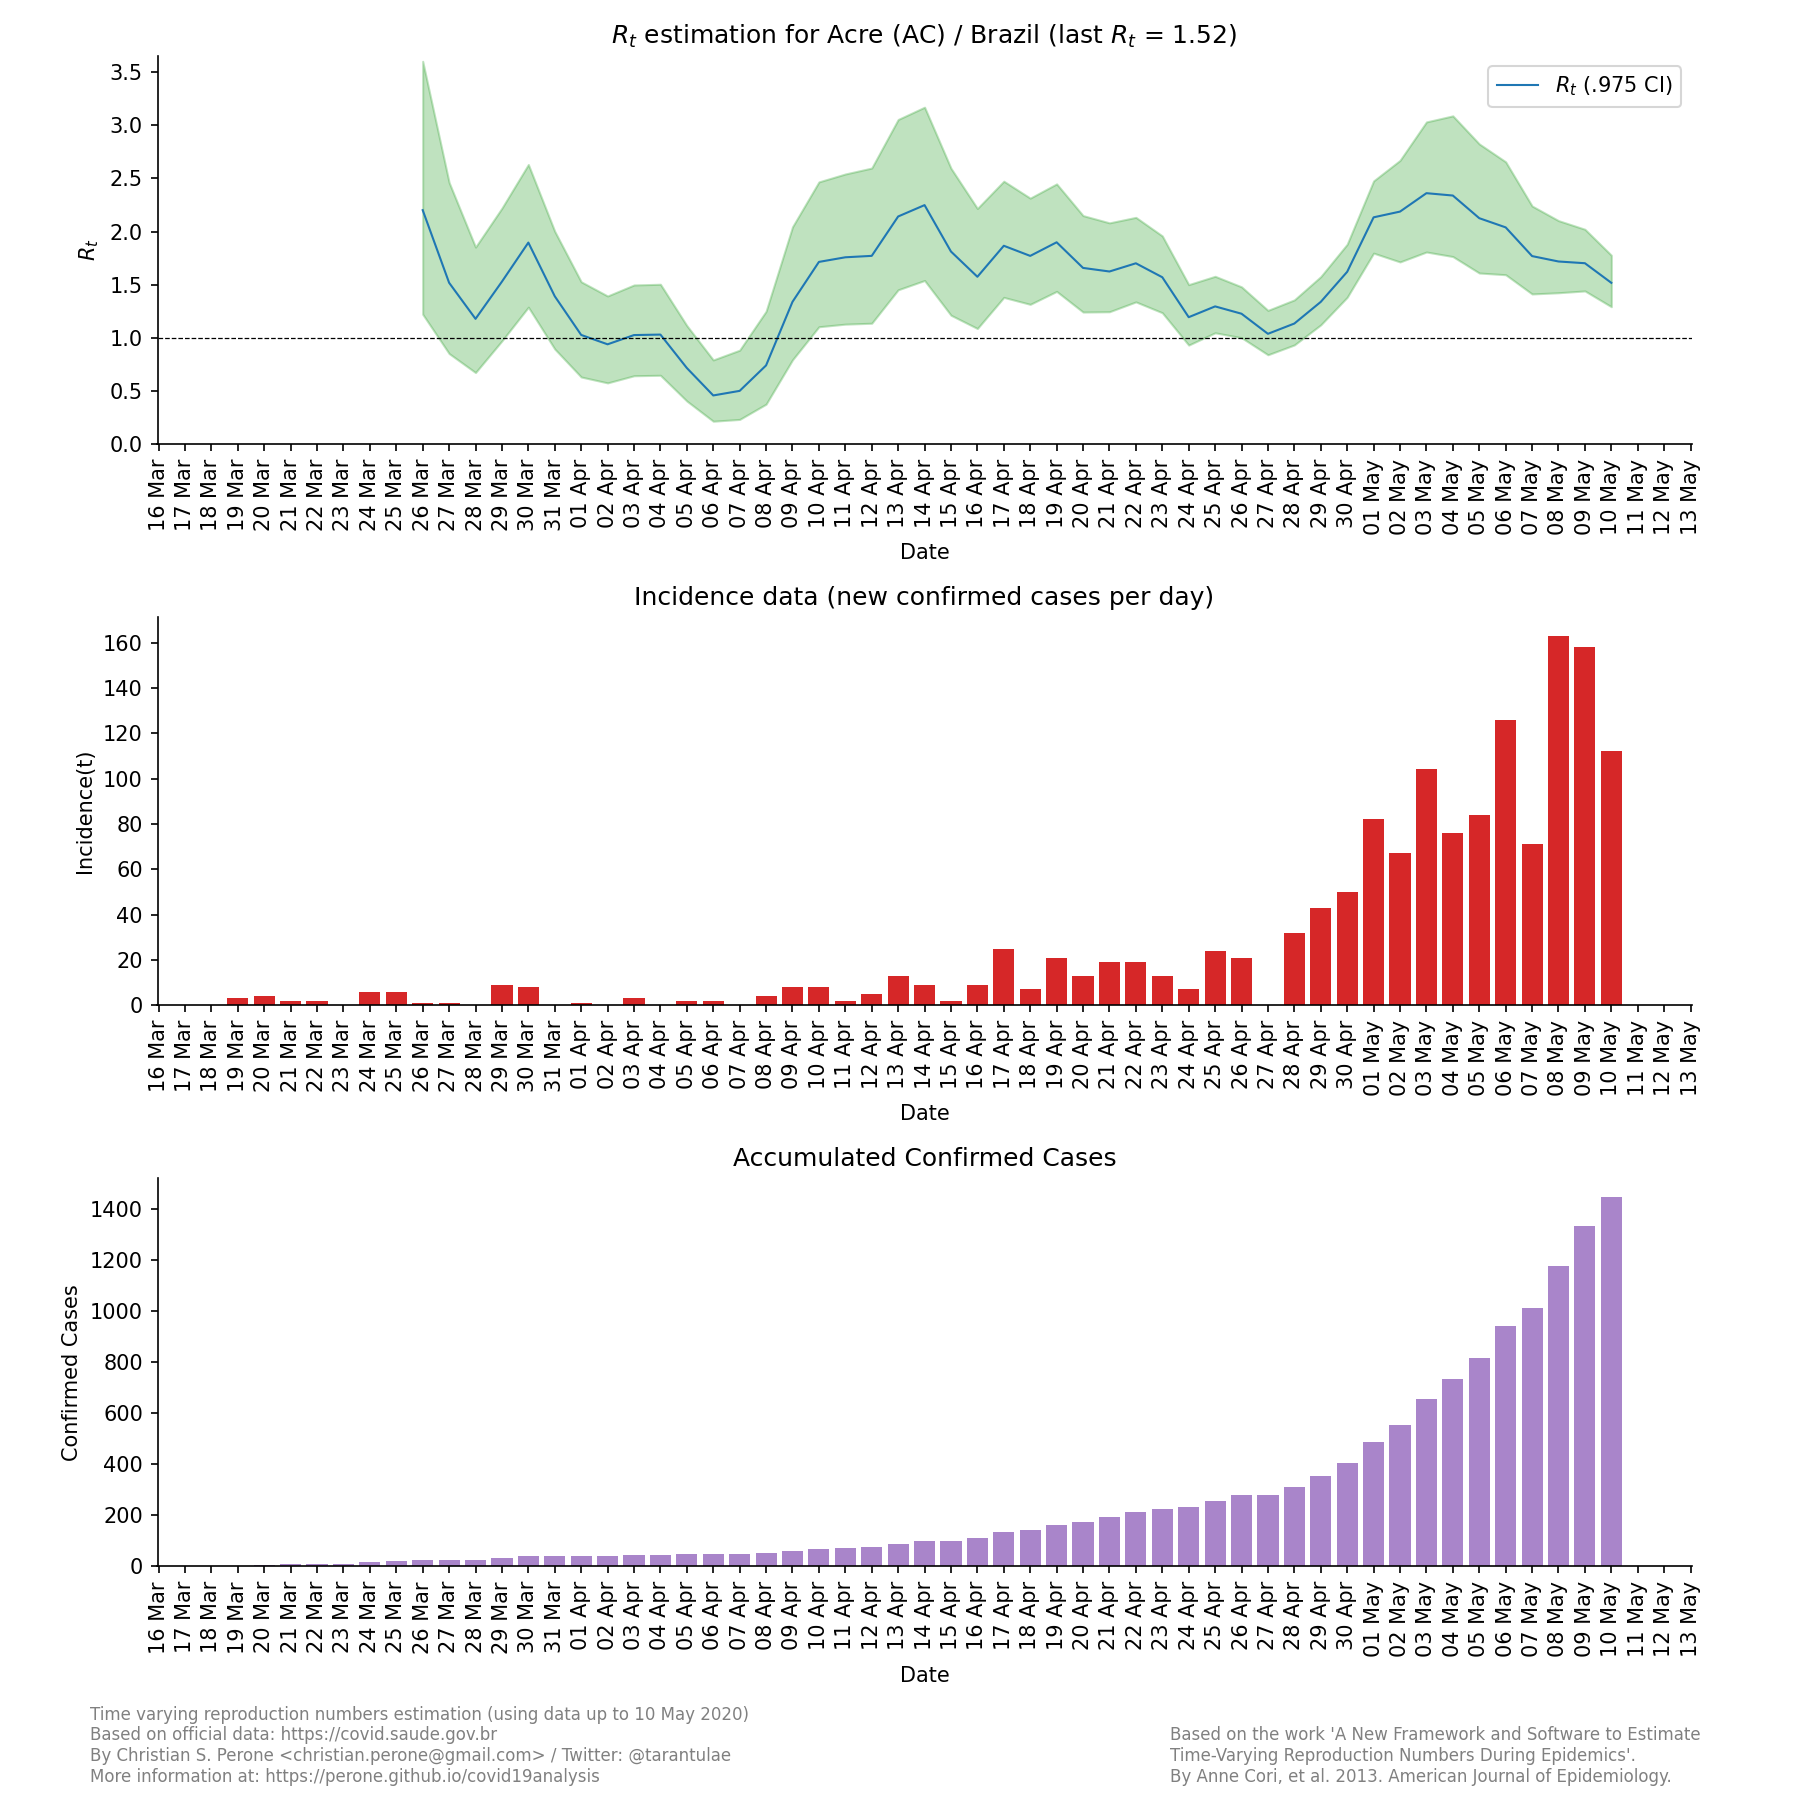 Rt estimation for Acre (AC) / Brazil (last Rt = 1.52)
Rt (.975 CI)
Rt
3.5
3.0
2.5
2.0
1.5
1.0
0.5
0.0
16 Mar 17 Mar 18 Mar 19 Mar 20 Mar 21 Mar 22 Mar 23 Mar 24 Mar 25 Mar 26 Mar 27 Mar 28 Mar 29 Mar 30 Mar 31 Mar 01 Apr 02 Apr 03 Apr 04 Apr 05 Apr 06 Apr 07 Apr 08 Apr 09 Apr 10 Apr 11 Apr 12 Apr 13 Apr 14 Apr 15 Apr 16 Apr 17 Apr 18 Apr 19 Apr 20 Apr 21 Apr 22 Apr 23 Apr 24 Apr 25 Apr 26 Apr 27 Apr 28 Apr 29 Apr 30 Apr 01 May 02 May 03 May 04 May 05 May 06 May 07 May 08 May 09 May 10 May 11 May 12 May 13 May
Date
Incidence data (new confirmed cases per day)
Incidence(t)
160
140
120
100
80
60
40
20
0
16 Mar 17 Mar 18 Mar 19 Mar 20 Mar 21 Mar 22 Mar 23 Mar 24 Mar 25 Mar 26 Mar 27 Mar 28 Mar 29 Mar 30 Mar 31 Mar 01 Apr 02 Apr 03 Apr 04 Apr 05 Apr 06 Apr 07 Apr 08 Apr 09 Apr 10 Apr 11 Apr 12 Apr 13 Apr 14 Apr 15 Apr 16 Apr 17 Apr 18 Apr 19 Apr 20 Apr 21 Apr 22 Apr 23 Apr 24 Apr 25 Apr 26 Apr 27 Apr 28 Apr 29 Apr 30 Apr 01 May 02 May 03 May 04 May 05 May 06 May 07 May 08 May 09 May 10 May 11 May 12 May 13 May
Date
Accumulated Confirmed Cases
Confirmed Cases
1400
1200
1000
800
600
400
200
0
16 Mar 17 Mar 18 Mar 19 Mar 20 Mar 21 Mar 22 Mar 23 Mar 24 Mar 25 Mar 26 Mar 27 Mar 28 Mar 29 Mar 30 Mar 31 Mar 01 Apr 02 Apr 03 Apr 04 Apr 05 Apr 06 Apr 07 Apr 08 Apr 09 Apr 10 Apr 11 Apr 12 Apr 13 Apr 14 Apr 15 Apr 16 Apr 17 Apr 18 Apr 19 Apr 20 Apr 21 Apr 22 Apr 23 Apr 24 Apr 25 Apr 26 Apr 27 Apr 28 Apr 29 Apr 30 Apr 01 May 02 May 03 May 04 May 05 May 06 May 07 May 08 May 09 May 10 May 11 May 12 May 13 May
Date
Time varying reproduction numbers estimation (using data up to 10 May 2020)
Based on official data: https://covid.saude.gov.br
By Christian S. Perone <christian.perone@gmail.com> / Twitter: @tarantulae
More information at: https://perone.github.io/covid19analysis
Based on the work 'A New Framework and Software to Estimate
Time-Varying Reproduction Numbers During Epidemics'.
By Anne Cori, et al. 2013. American Journal of Epidemiology.